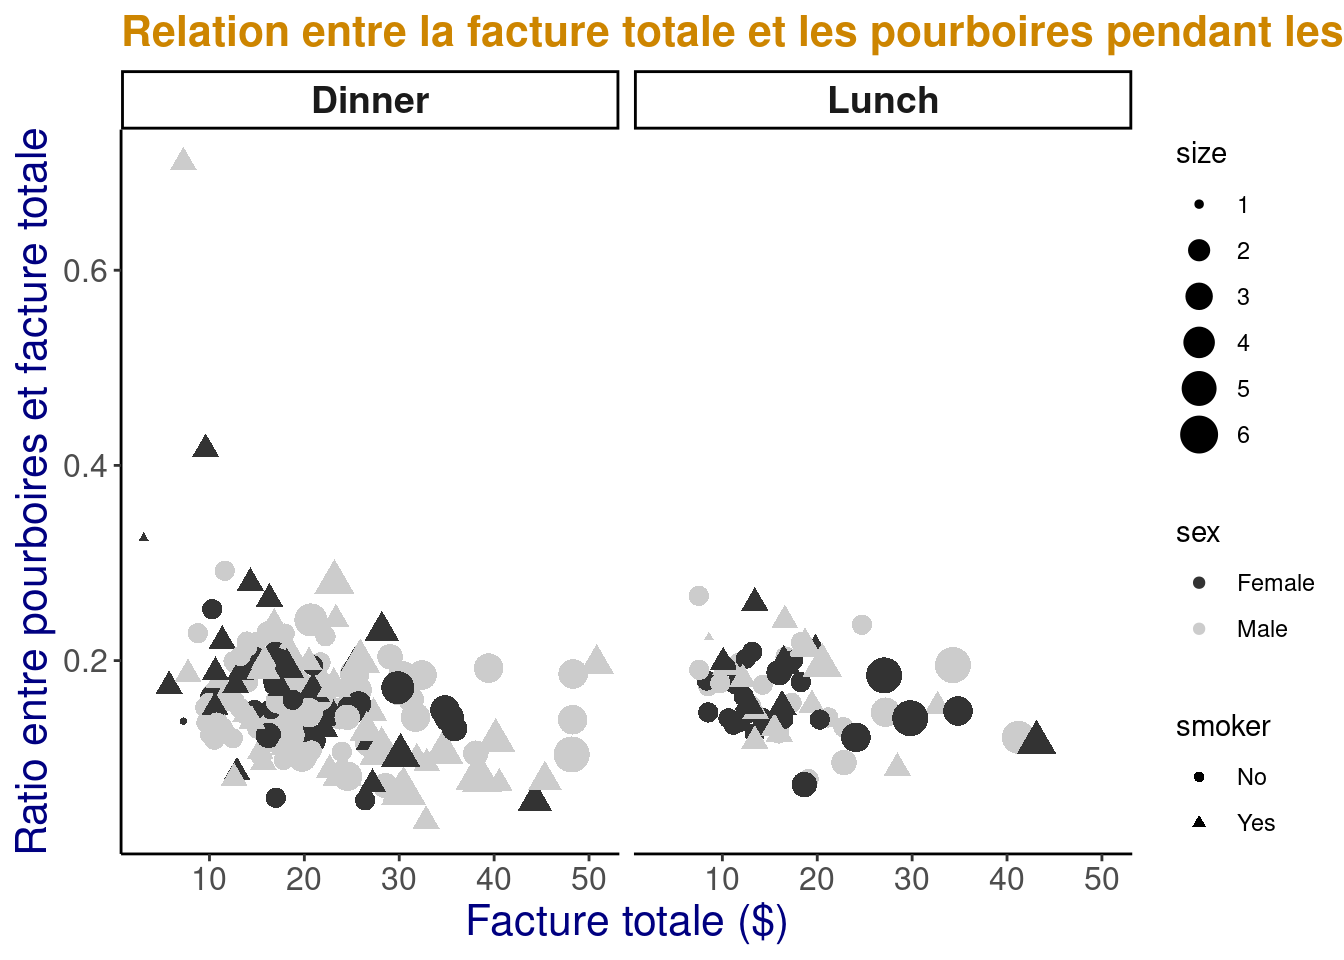 Relation entre la facture totale et les pourboires pendant les
Dinner
Lunch
Ratio entre pourboires et facture totale
0.6
0.4
0.2
10 20 30 40 50
10 20 30 40 50
Facture totale ($)
size
1
2
3
4
5
6
sex
Female
Male
smoker
No
Yes